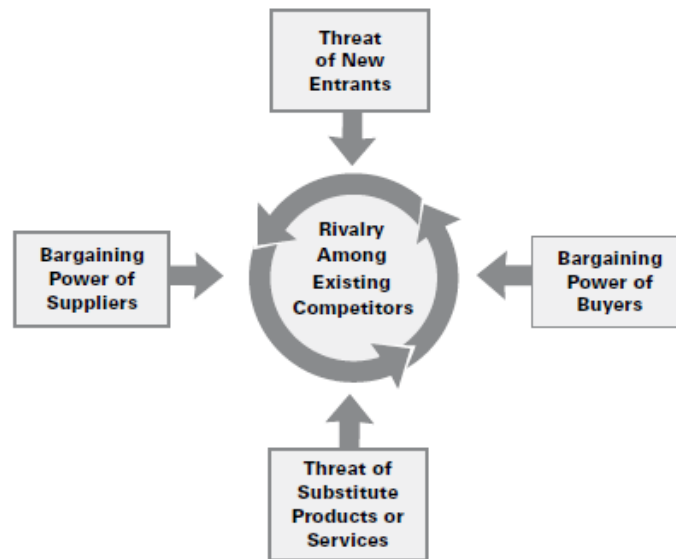 Threat
of New
Entrants
Rivalry
Among
Existing
Competitors
Bargaining
Power of
Suppliers
Bargaining
Power of
Buyers
Threat of
Substitute
Products or
Services